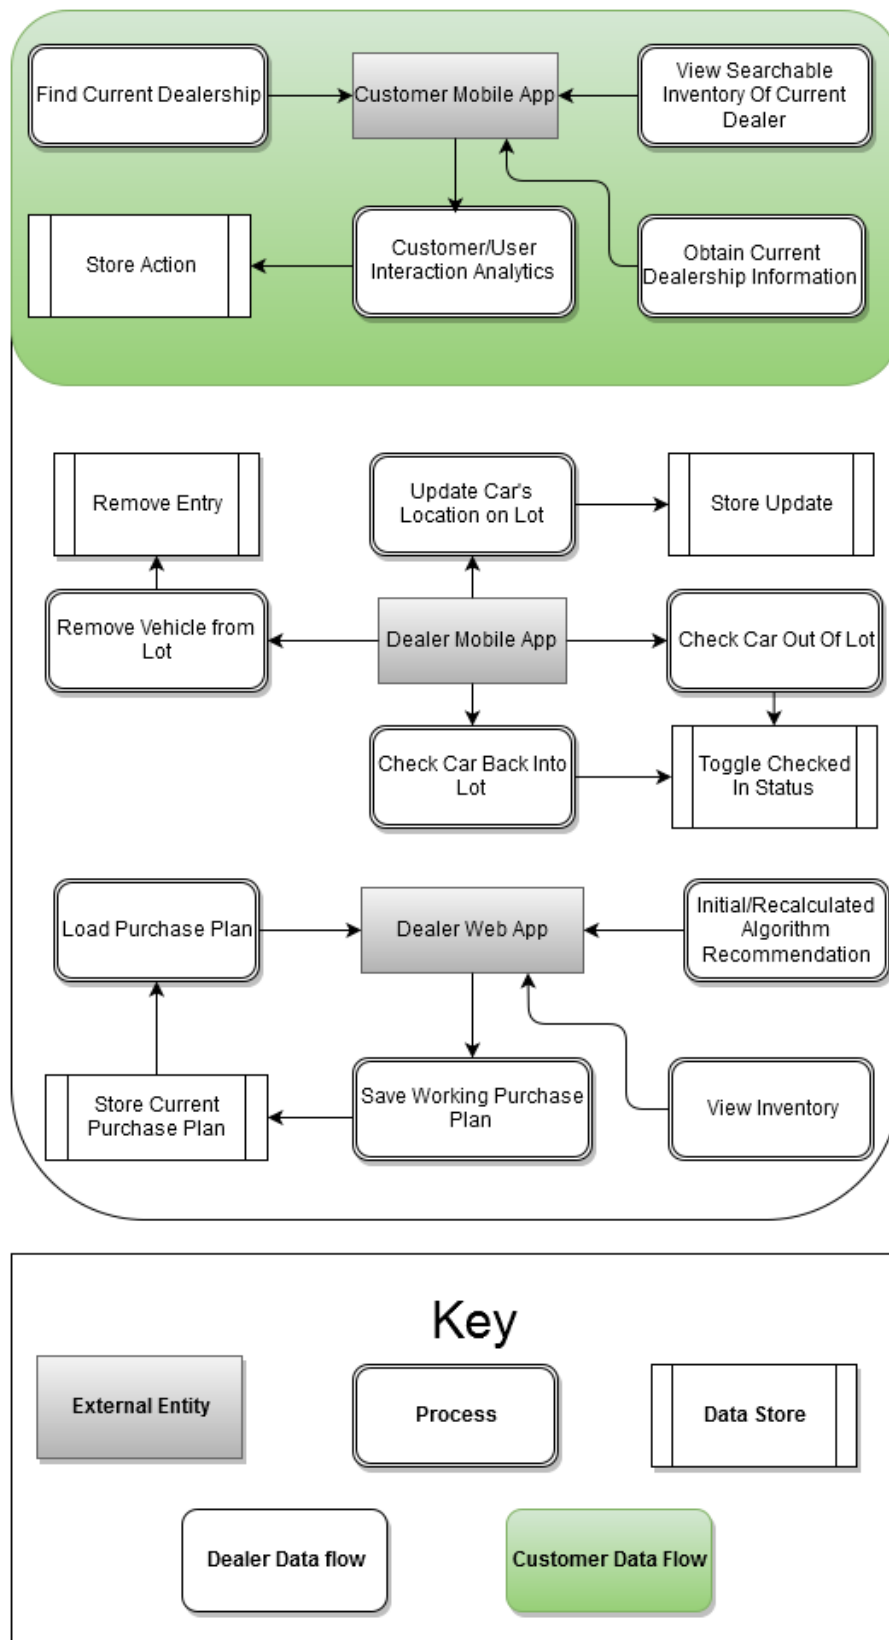 Find Current Dealership
Customer Mobile App
View Searchable
Inventory Of Current
Dealer
Store Action
Customer/User
Interaction Analytics
Obtain Current
Dealership Information
Remove Entry
Update Car's
Location on Lot
Store Update
Remove Vehicle from
Lot
Dealer Mobile App
Check Car Out Of Lot
Check Car Back Into
Lot
Toggle Checked
In Status
Load Purchase Plan
Dealer Web App
Initial/Recalculated
Algorithm
Recommendation
Store Current
Purchase Plan
Save Working Purchase
Plan
View Inventory
Key
External Entity
Process
Data Store
Dealer Data flow
Customer Data Flow